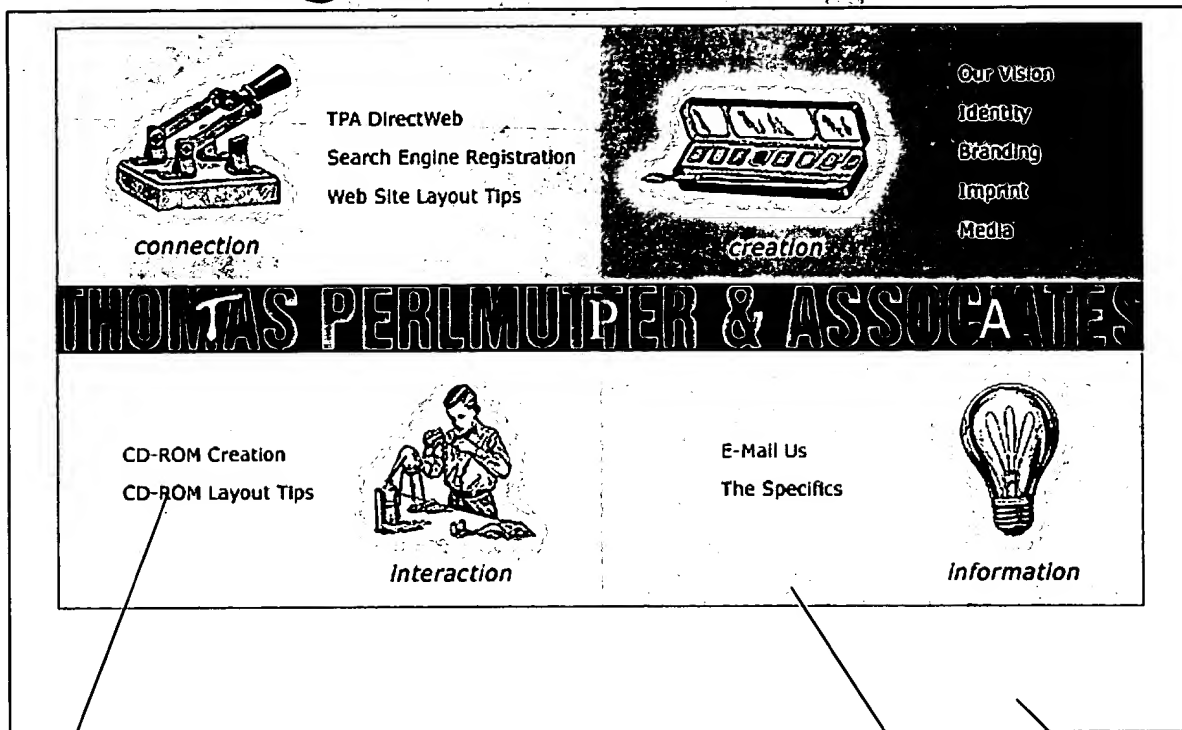 TPA DirectWeb
Search Engine Registration
Web Site Layout Tips
connection
Our Vision
Identity
Branding
Imprint
Media
creation
THOMAS PERLMUTTER & ASSOCATES
T P A
CD-ROM Creation
CD-ROM Layout Tips
interaction
E-Mail Us
The Specifics
information